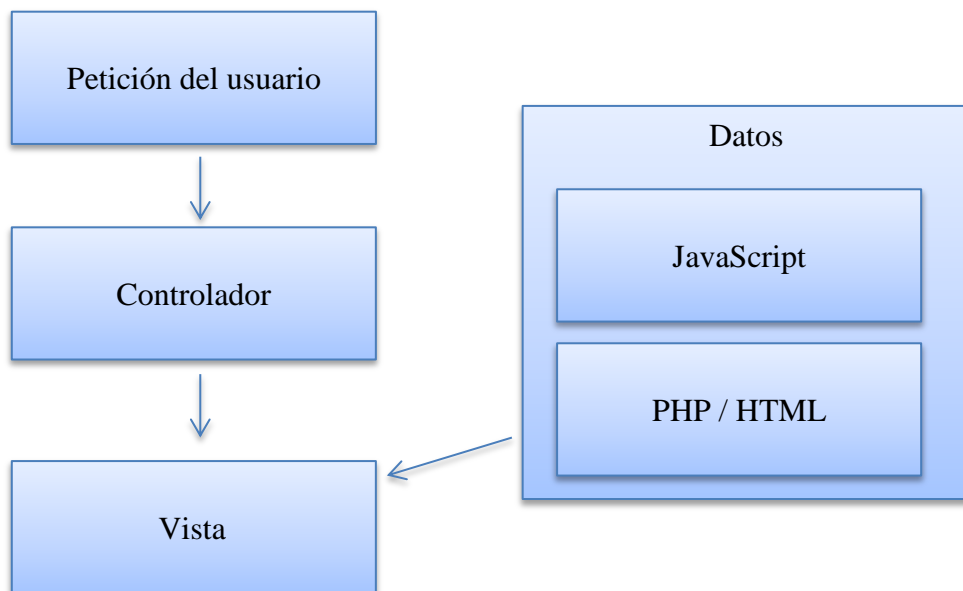 Petición del usuario
Controlador
Vista
Datos
JavaScript
PHP / HTML